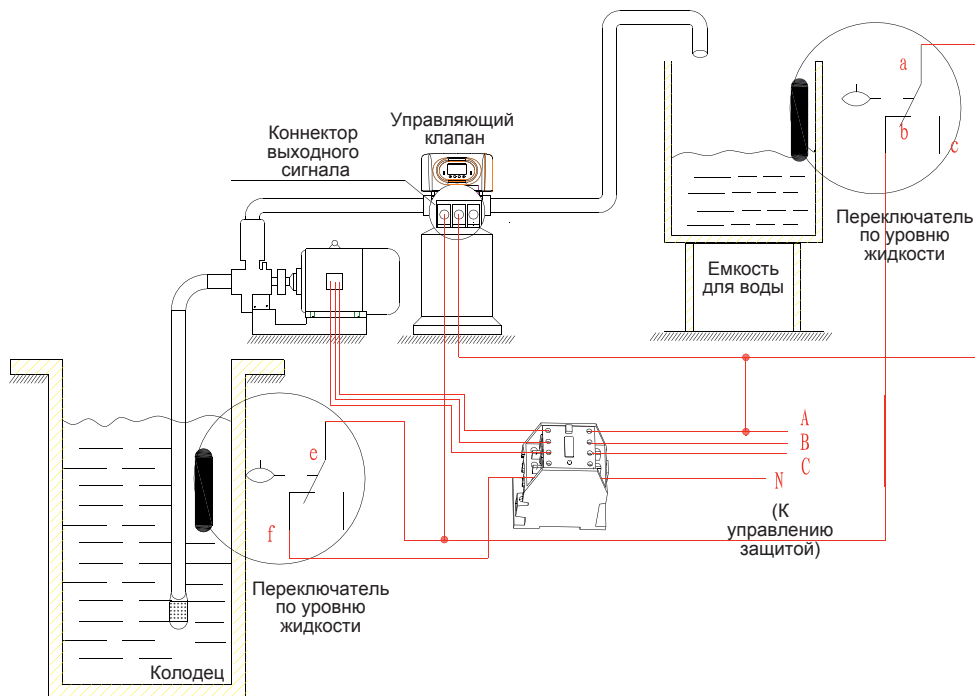 Коннектор
выходного
сигнала
Управляющий
клапан
a
b
c
Переключатель
по уровню
жидкости
Емкость
для воды
A
B
C
N
(К
управлению
защитой)
e
f
Переключатель
по уровню
жидкости
Колодец